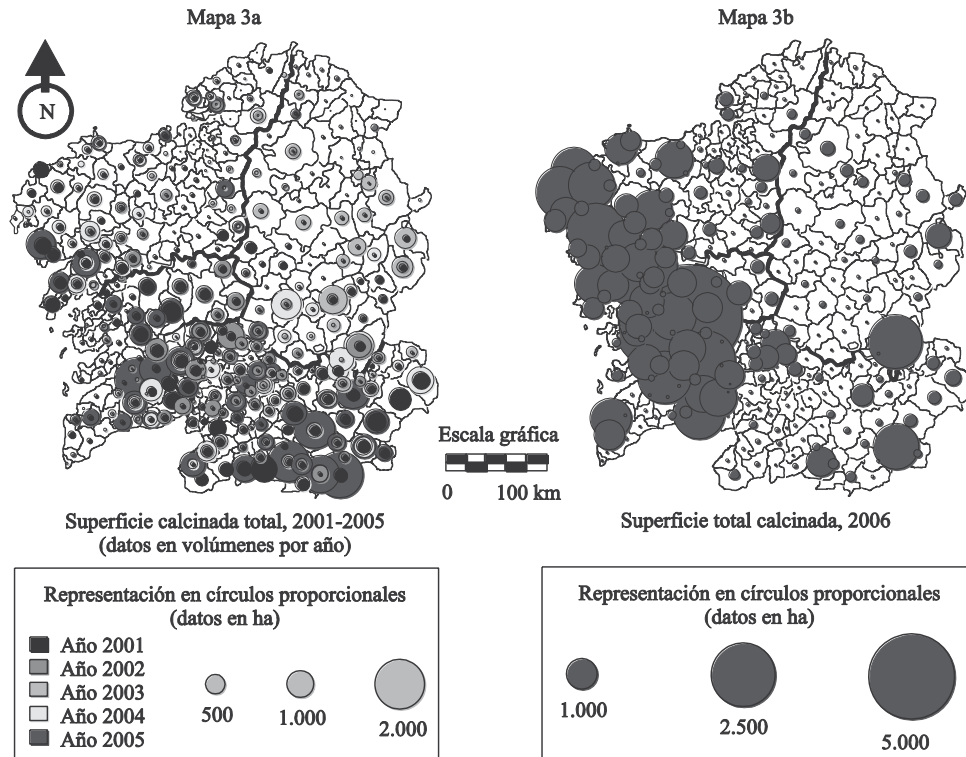 Mapa 3a
Mapa 3b
N
Escala gráfica
0 100 km
Superficie calcinada total, 2001-2005
(datos en volúmenes por año)
Superficie total calcinada, 2006
Representación en círculos proporcionales
(datos en ha)
Año 2001
Año 2002
Año 2003
Año 2004
Año 2005
500
1.000
2.000
Representación en círculos proporcionales
(datos en ha)
1.000
2.500
5.000